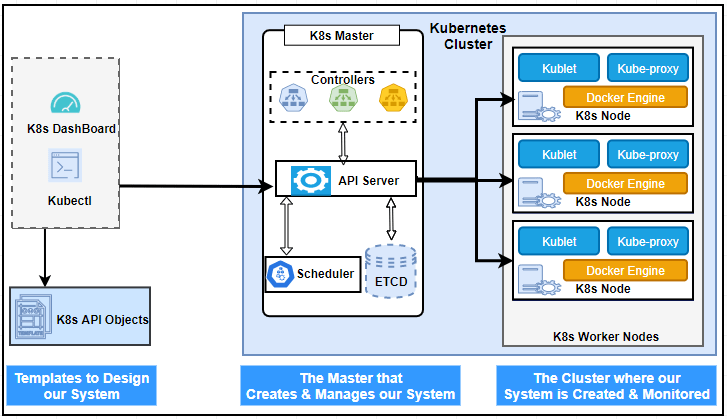 K8s DashBoard
Kubectl
K8s API Objects
Templates to Design
our System
K8s Master
Controllers
API Server
Scheduler
ETCD
The Master that
Creates & Manages our System
Kubernetes
Cluster
Kublet
Kube-proxy
Docker Engine
K8s Node
Kublet
Kube-proxy
Docker Engine
K8s Node
Kublet
Kube-proxy
Docker Engine
K8s Node
K8s Worker Nodes
The Cluster where our
System is Created & Monitored